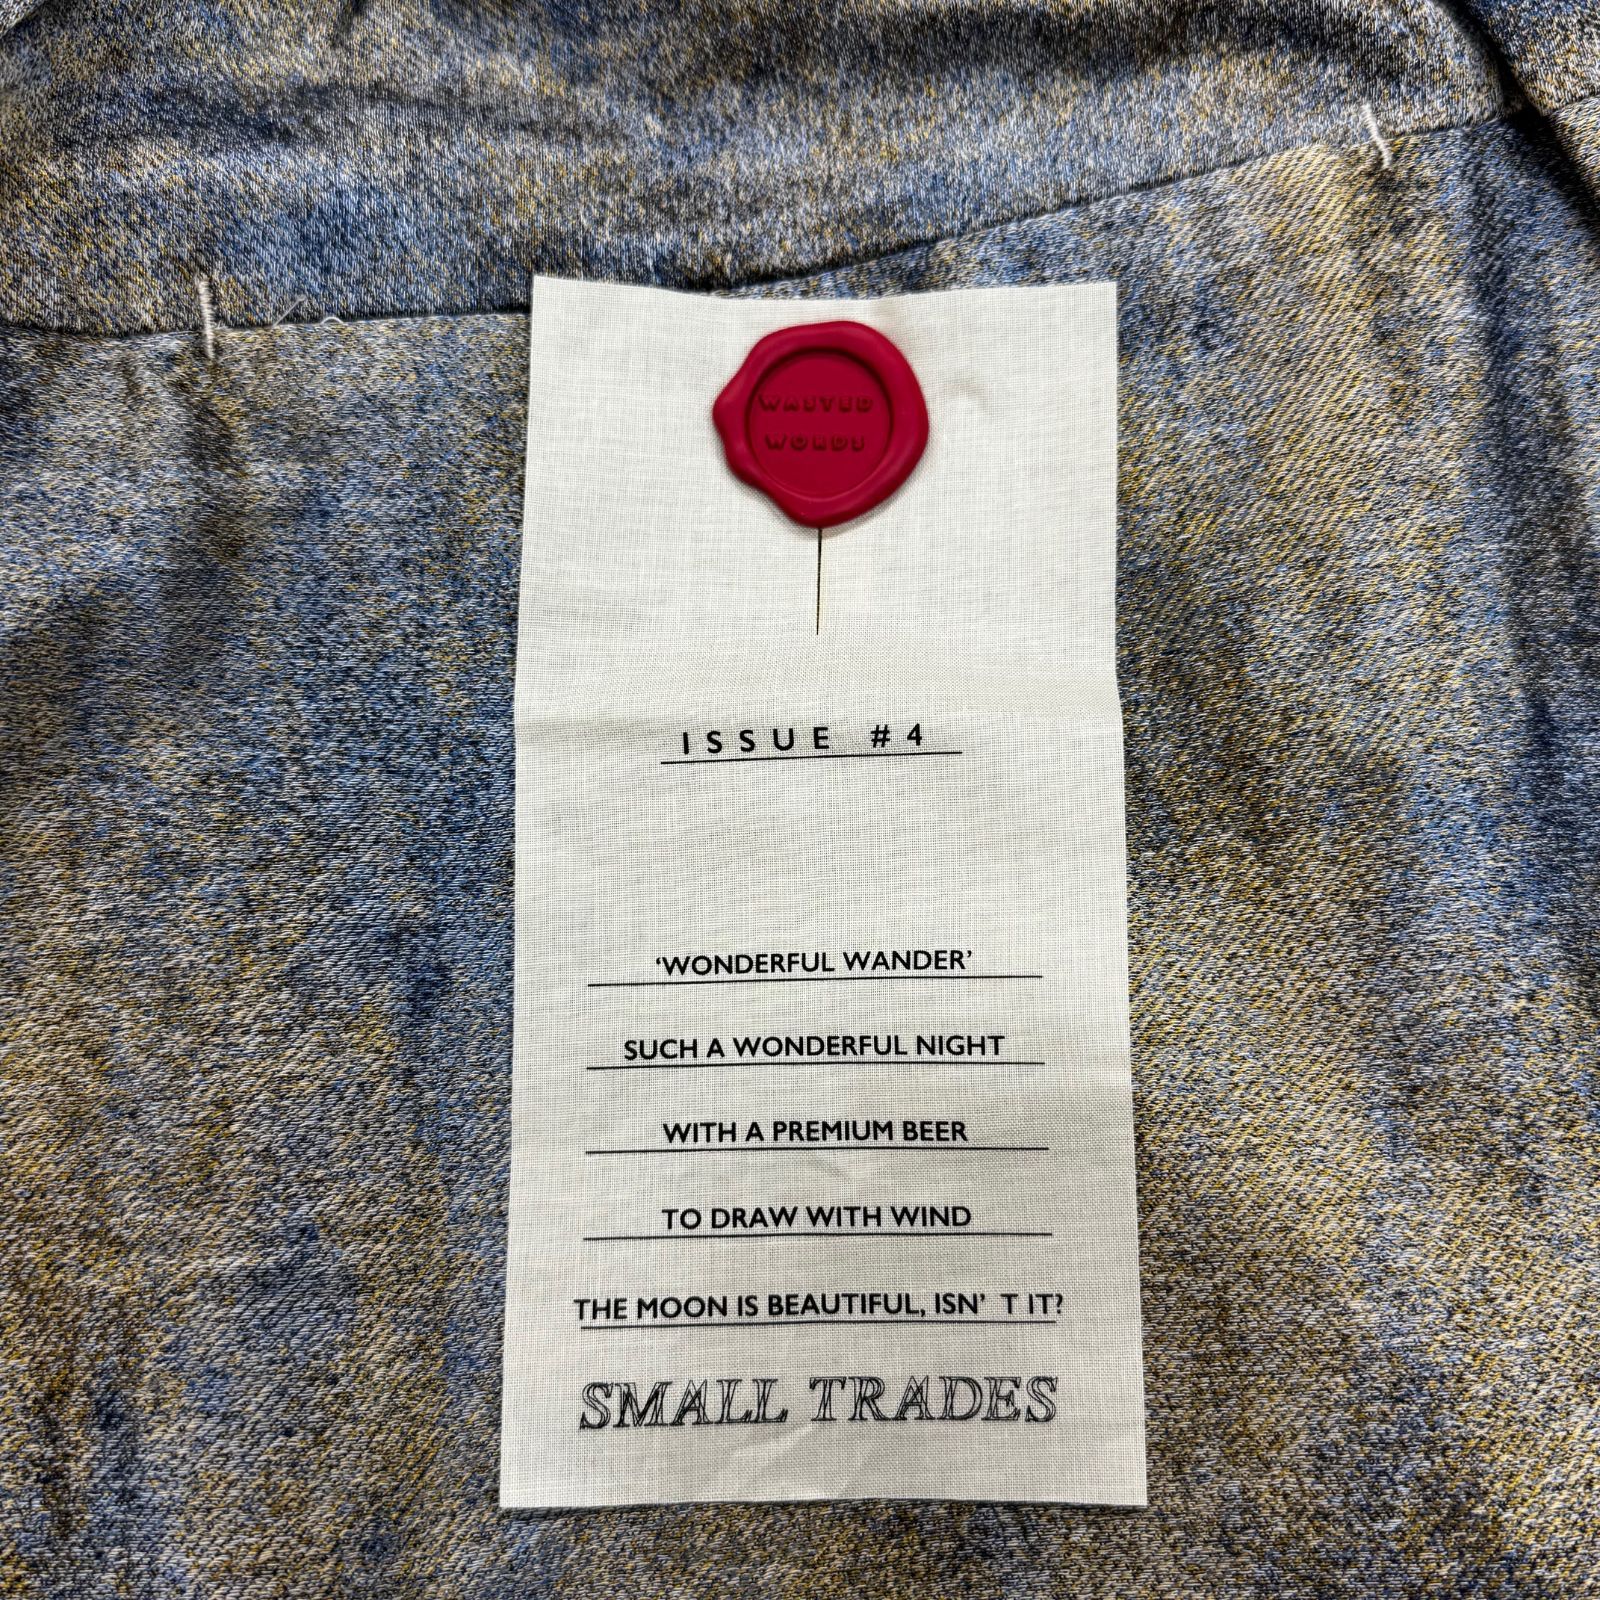 WASTED
WORDS
ISSUE #4
‘WONDERFUL WANDER’
SUCH A WONDERFUL NIGHT
WITH A PREMIUM BEER
TO DRAW WITH WIND
THE MOON IS BEAUTIFUL, ISN’ T IT?
SMALL TRADES